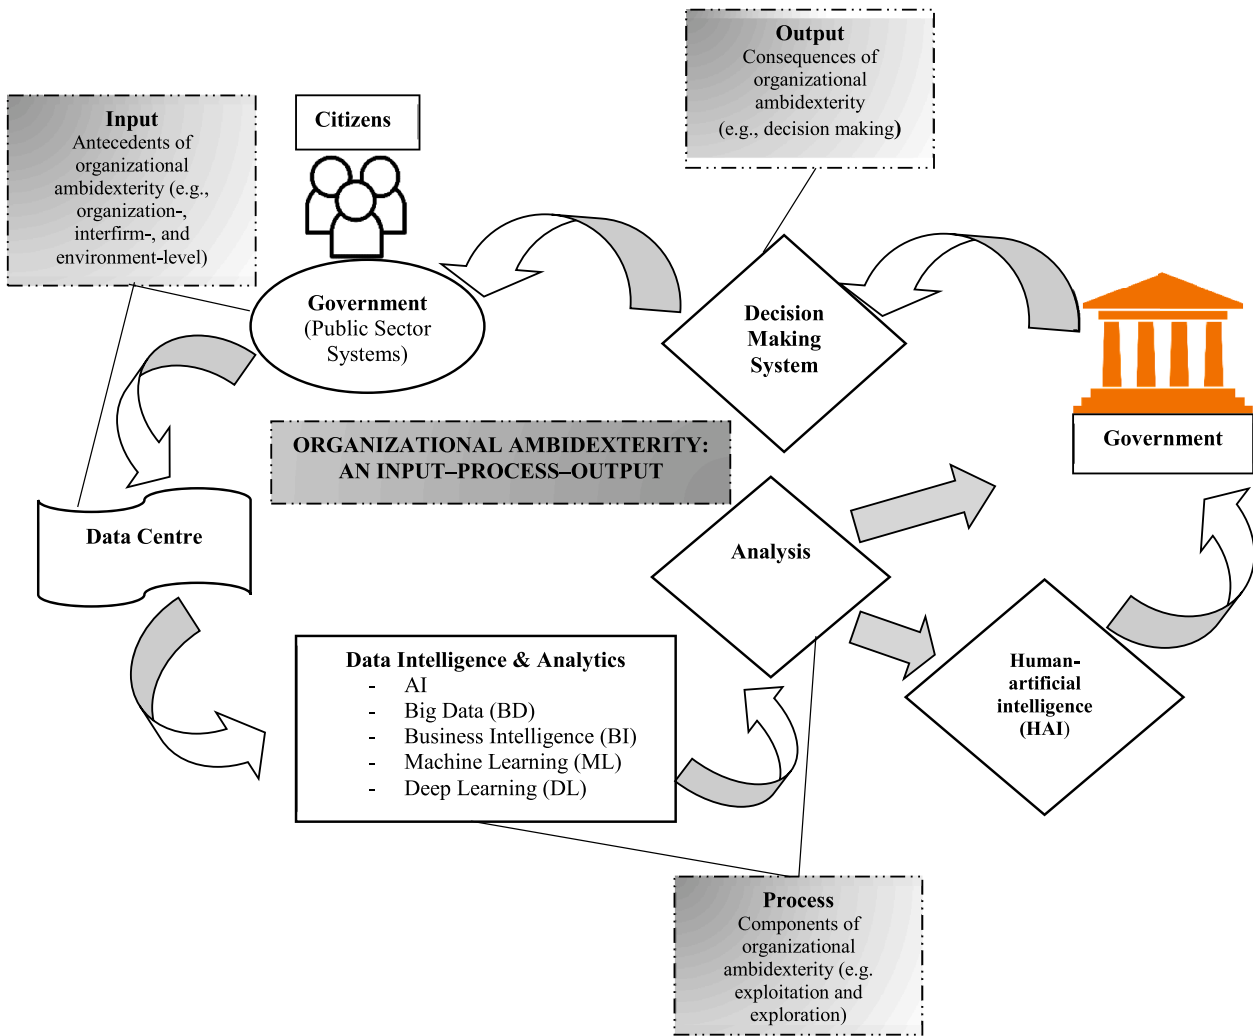 Output
Consequences of
organizational
ambidexterity
(e.g., decision making)
Input
Antecedents of
organizational
ambidexterity (e.g.,
organization-,
interfirm-, and
environment-level)
Citizens
Government
(Public Sector
Systems)
Decision
Making
System
Government
ORGANIZATIONAL AMBIDEXTERITY:
AN INPUT–PROCESS–OUTPUT
Data Centre
Analysis
Data Intelligence & Analytics
- AI
- Big Data (BD)
- Business Intelligence (BI)
- Machine Learning (ML)
- Deep Learning (DL)
Human-
artificial
intelligence
(HAI)
Process
Components of
organizational
ambidexterity (e.g.
exploitation and
exploration)